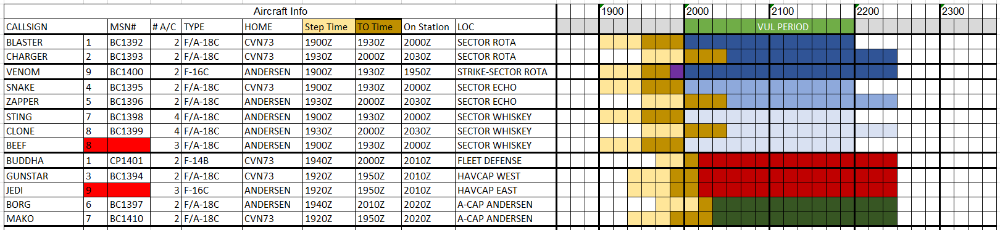 Aircraft Info 1900 2000 2100 2200 2300
CALLSIGN MSN# # A/C TYPE HOME Step Time TO Time On Station LOC VUL PERIOD
BLASTER 1 BC1392 2 F/A-18C CVN73 1900Z 1930Z 2000Z SECTOR ROTA
CHARGER 2 BC1393 2 F/A-18C CVN73 1930Z 2000Z 2030Z SECTOR ROTA
VENOM 9 BC1400 2 F-16C ANDERSEN 1900Z 1930Z 1950Z STRIKE-SECTOR ROTA
SNAKE 4 BC1395 2 F/A-18C CVN73 1900Z 1930Z 2000Z SECTOR ECHO
ZAPPER 5 BC1396 2 F/A-18C ANDERSEN 1930Z 2000Z 2030Z SECTOR ECHO
STING 7 BC1398 4 F/A-18C ANDERSEN 1900Z 1930Z 2000Z SECTOR WHISKEY
CLONE 8 BC1399 4 F/A-18C ANDERSEN 1930Z 2000Z 2030Z SECTOR WHISKEY
BEEF 8 3 F/A-18C ANDERSEN 1900Z 1930Z 2000Z SECTOR WHISKEY
BUDDHA 1 CP1401 2 F-14B CVN73 1940Z 2000Z 2010Z FLEET DEFENSE
GUNSTAR 3 BC1394 2 F/A-18C CVN73 1920Z 1950Z 2010Z HAVCAP WEST
JEDI 9 3 F-16C ANDERSEN 1920Z 1950Z 2010Z HAVCAP EAST
BORG 6 BC1397 2 F/A-18C ANDERSEN 1940Z 2010Z 2020Z A-CAP ANDERSEN
MAKO 7 BC1410 2 F/A-18C CVN73 1920Z 1950Z 2020Z A-CAP ANDERSEN